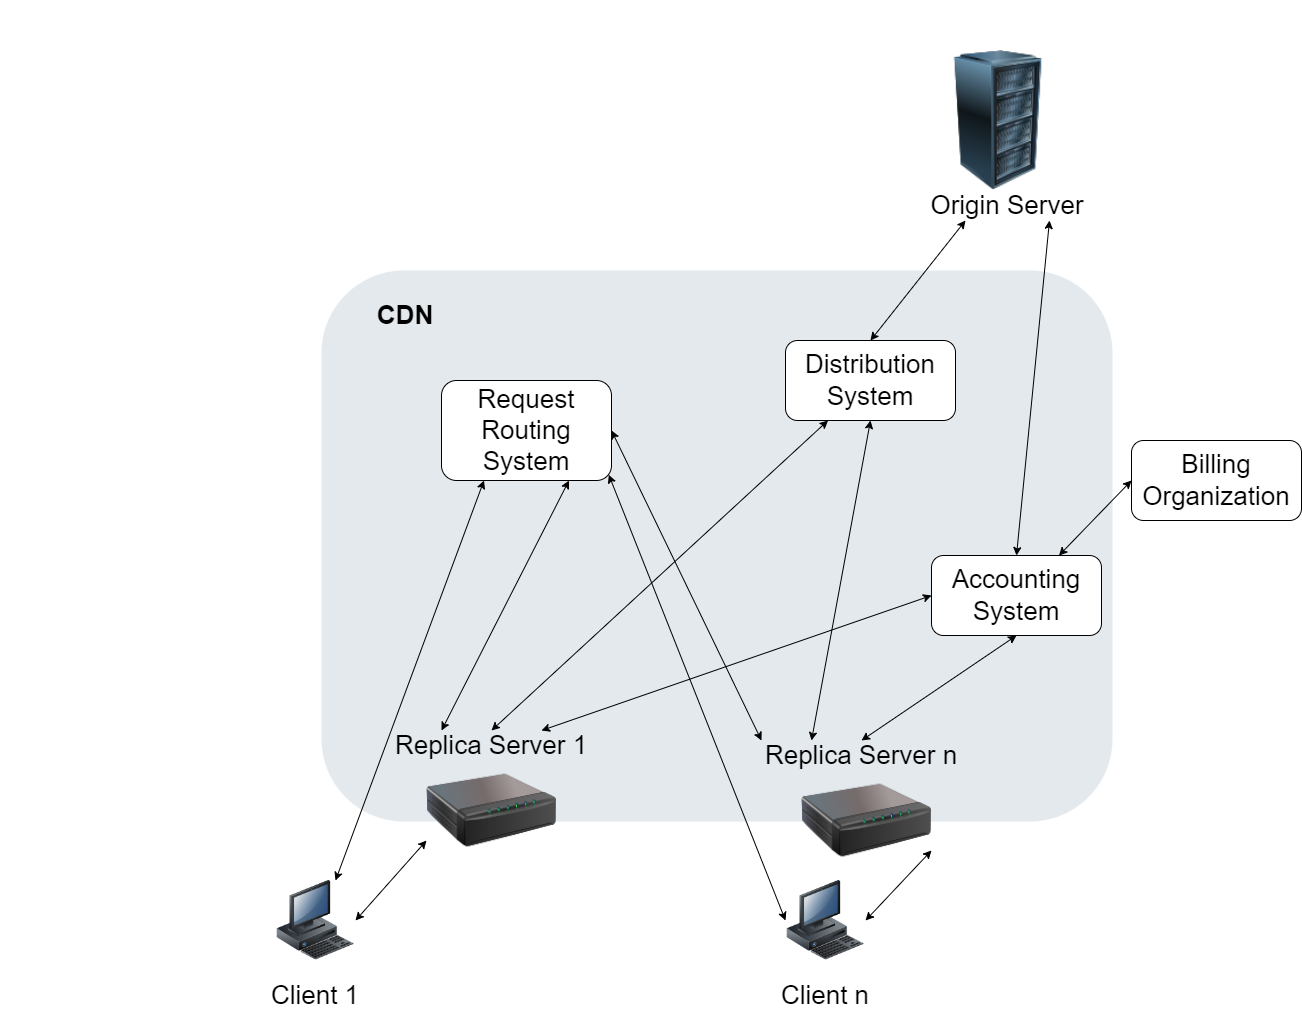 Origin Server
CDN
Distribution
System
Request
Routing
System
Billing
Organization
Accounting
System
Replica Server 1
Replica Server n
Client 1
Client n